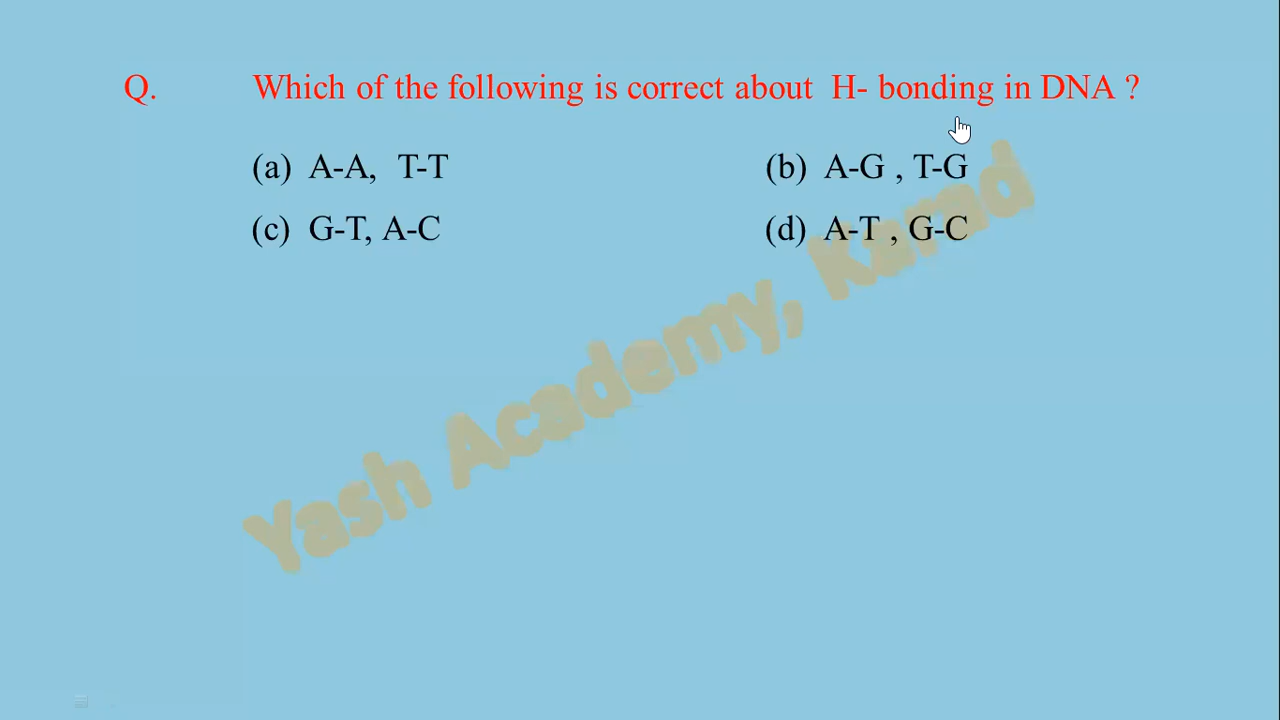 Q. Which of the following is correct about H- bonding in DNA ?
(a) A-A, T-T (b) A-G , T-G
(c) G-T, A-C (d) A-T , G-C
Yash Academy, Karad